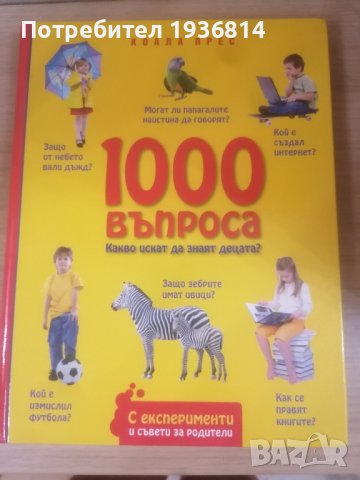 Потребител 1936814
КОАЛА ПРЕС
Могат ли папагалите
наистина да говорят?
Защо
от небето
вали дъжд?
Кой е
създал
интернет?
1000
ВЪПРОСА
Какво искат да знаят децата?
Защо зебрите
имат ивици?
Кой е
измислил
футбола?
Как се
правят
книгите?
С експерименти
и съвети за родители
bazar